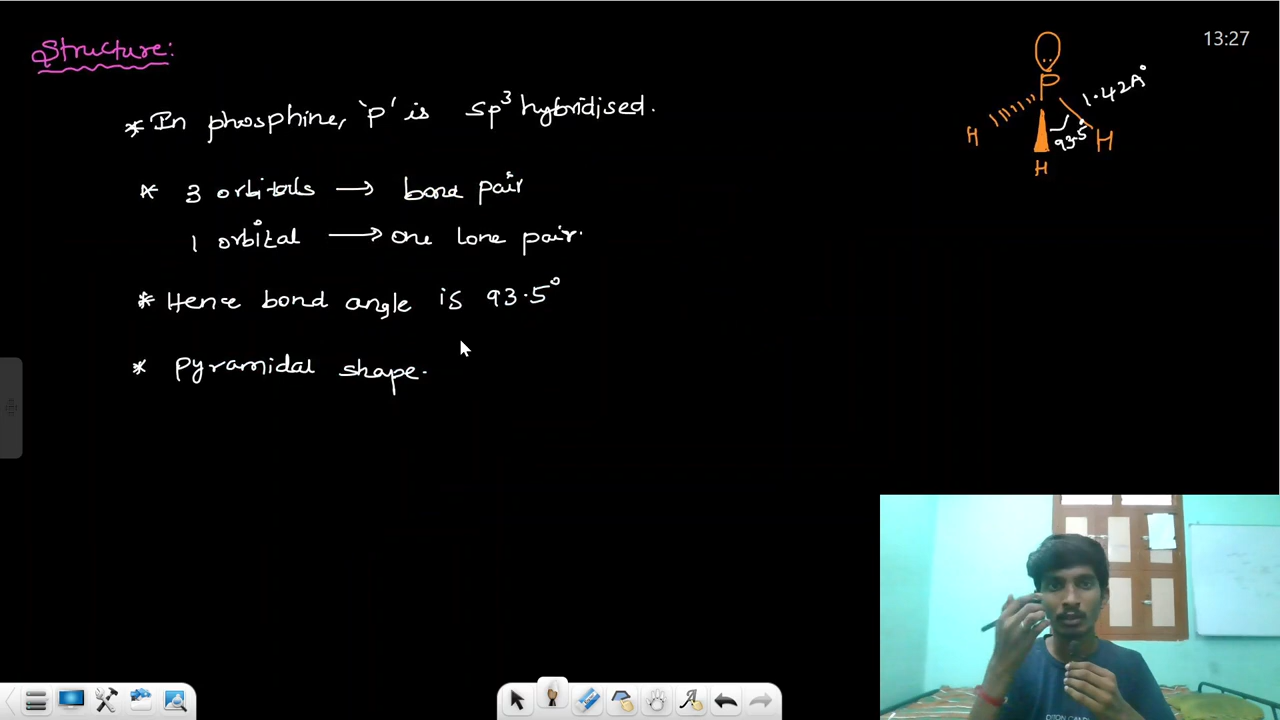 Structure:
13:27
* In phosphine, 'P' is sp³ hybridised.
* 3 orbitals → bond pair
1 orbital → one lone pair.
* Hence bond angle is 93.5°
* Pyramidal shape.
P
1.42A°
H
93.5
H
H